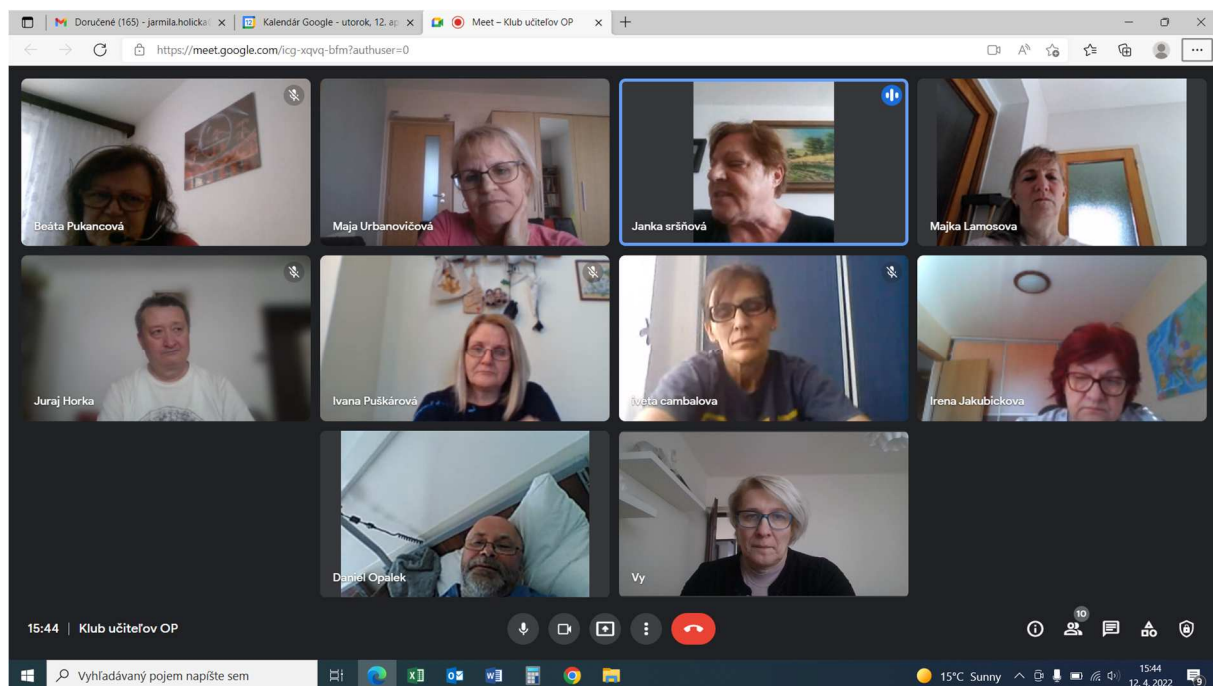 Doručené (165) - jarmila.holicka
Kalendár Google - utorok, 12. ap
Meet – Klub učiteľov OP
https://meet.google.com/icg-xqvq-bfm?authuser=0
Beáta Pukancová
Maja Urbanovičová
Janka sršňová
Majka Lamosova
Juraj Horka
Ivana Puškárová
iveta cambalova
Irena Jakubickova
Daniel Opalek
Vy
15:44 | Klub učiteľov OP
10
Vyhľadávaný pojem napíšte sem
15°C Sunny
15:44
12. 4. 2022